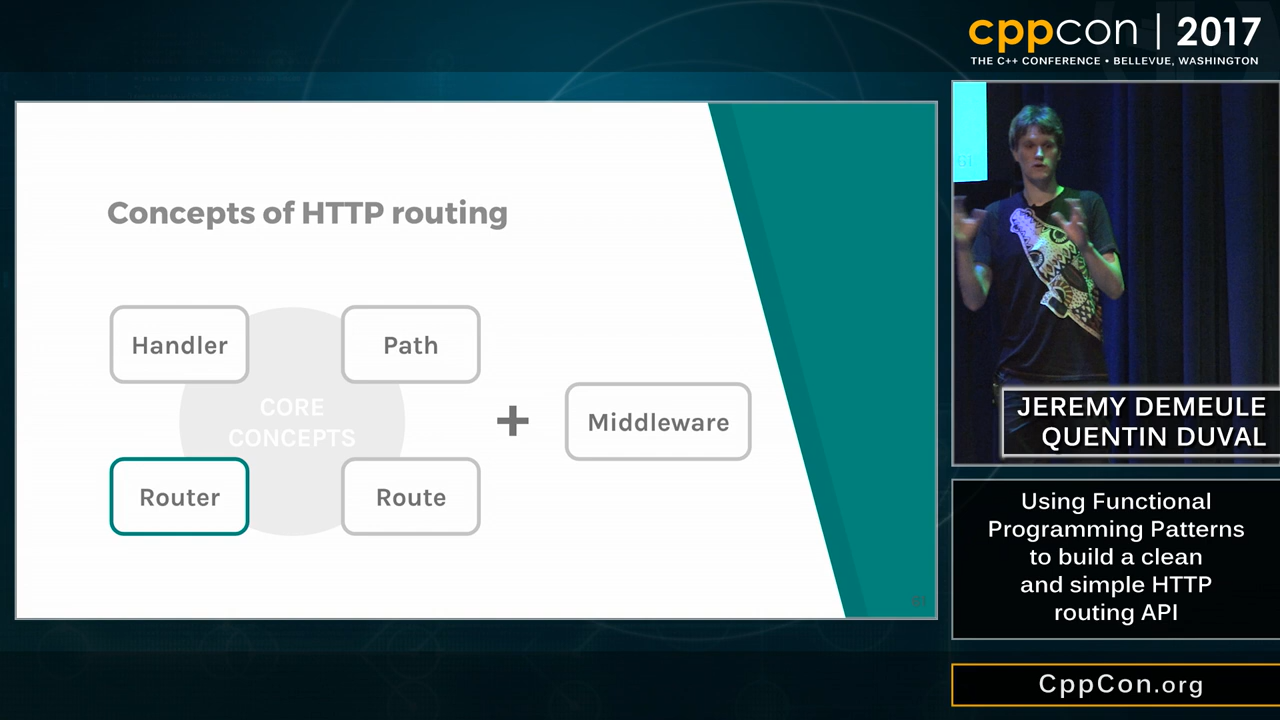 cppcon | 2017
THE C++ CONFERENCE • BELLEVUE, WASHINGTON
Concepts of HTTP routing
Handler
Path
CORE
CONCEPTS
Middleware
Router
Route
JEREMY DEMEULE
QUENTIN DUVAL
Using Functional
Programming Patterns
to build a clean
and simple HTTP
routing API
CppCon.org